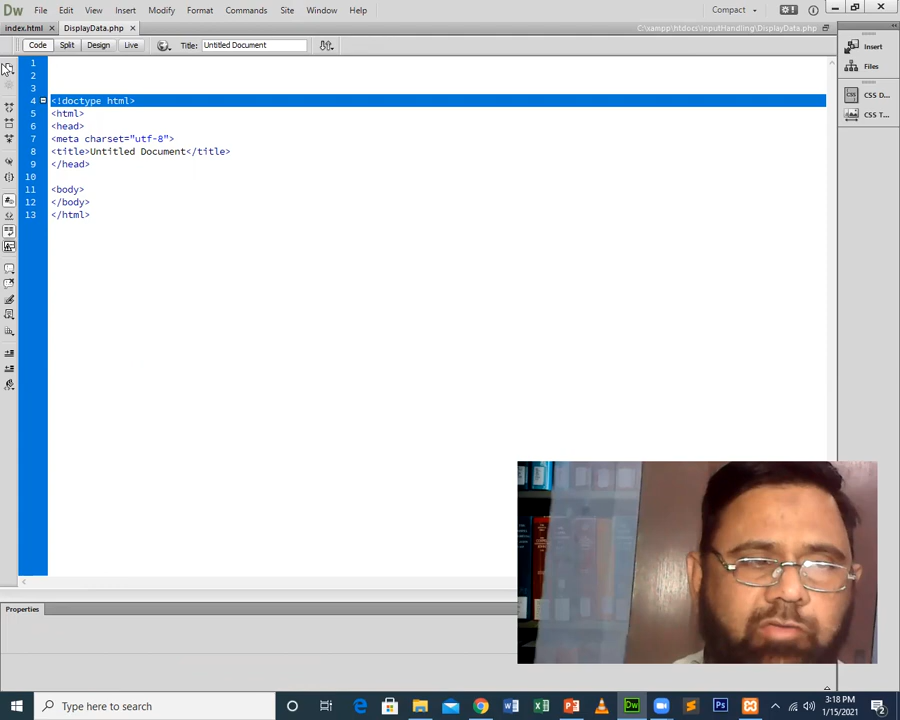 Dw File Edit View Insert Modify Format Commands Site Window Help Compact
index.html × DisplayData.php × C:\xampp\htdocs\InputHandling\DisplayData.php
Code Split Design Live Title: Untitled Document
Insert
Files
CSS D...
CSS T...
1
2
3
4 <!doctype html>
5 <html>
6 <head>
7 <meta charset="utf-8">
8 <title>Untitled Document</title>
9 </head>
10
11 <body>
12 </body>
13 </html>
Properties
Type here to search
3:18 PM
1/15/2021
2